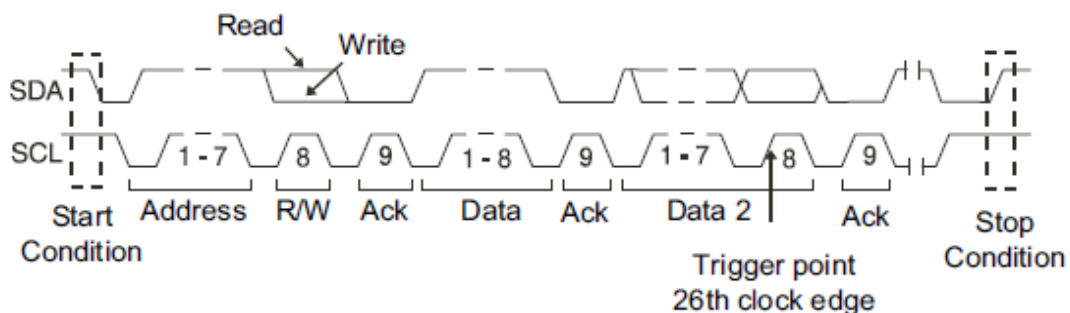 Read
Write
SDA
SCL
1 - 7
8
9
1 - 8
9
1 - 7
8
9
Address
R/W
Ack
Data
Ack
Data 2
Ack
Start
Condition
Stop
Condition
Trigger point
26th clock edge